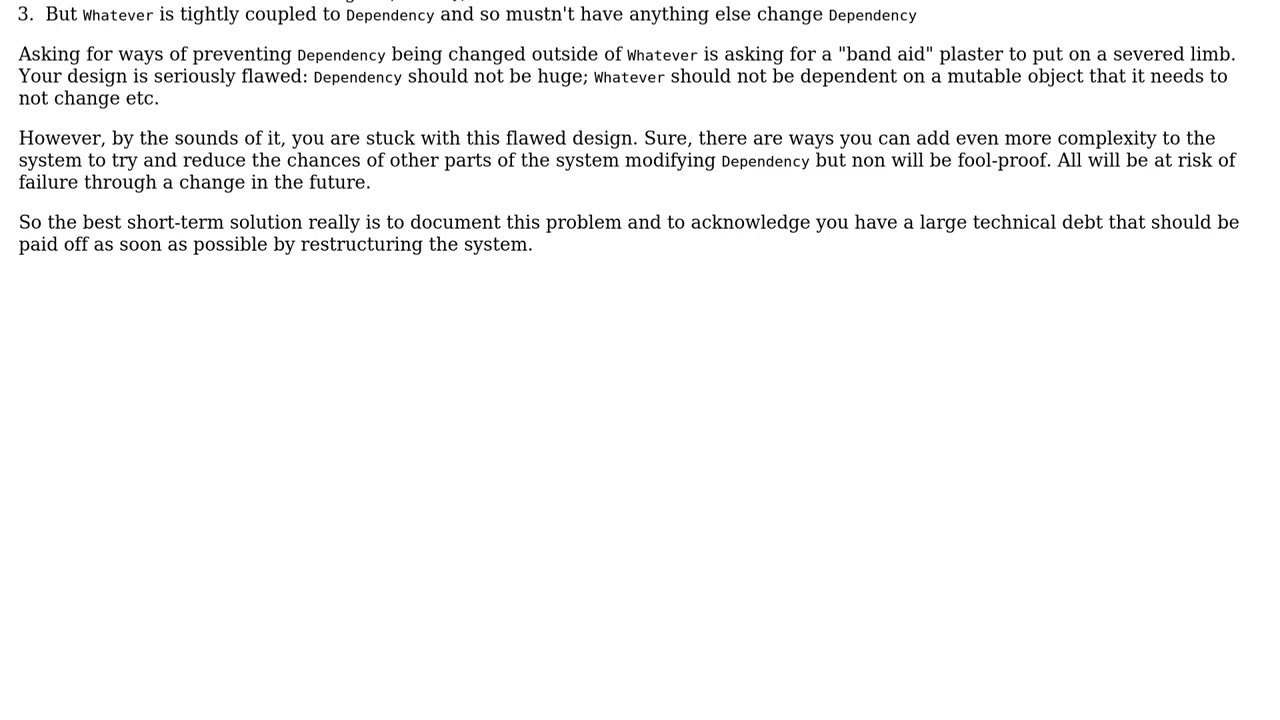 3. But Whatever is tightly coupled to Dependency and so mustn't have anything else change Dependency
Asking for ways of preventing Dependency being changed outside of Whatever is asking for a "band aid" plaster to put on a severed limb.
Your design is seriously flawed: Dependency should not be huge; Whatever should not be dependent on a mutable object that it needs to
not change etc.
However, by the sounds of it, you are stuck with this flawed design. Sure, there are ways you can add even more complexity to the
system to try and reduce the chances of other parts of the system modifying Dependency but non will be fool-proof. All will be at risk of
failure through a change in the future.
So the best short-term solution really is to document this problem and to acknowledge you have a large technical debt that should be
paid off as soon as possible by restructuring the system.